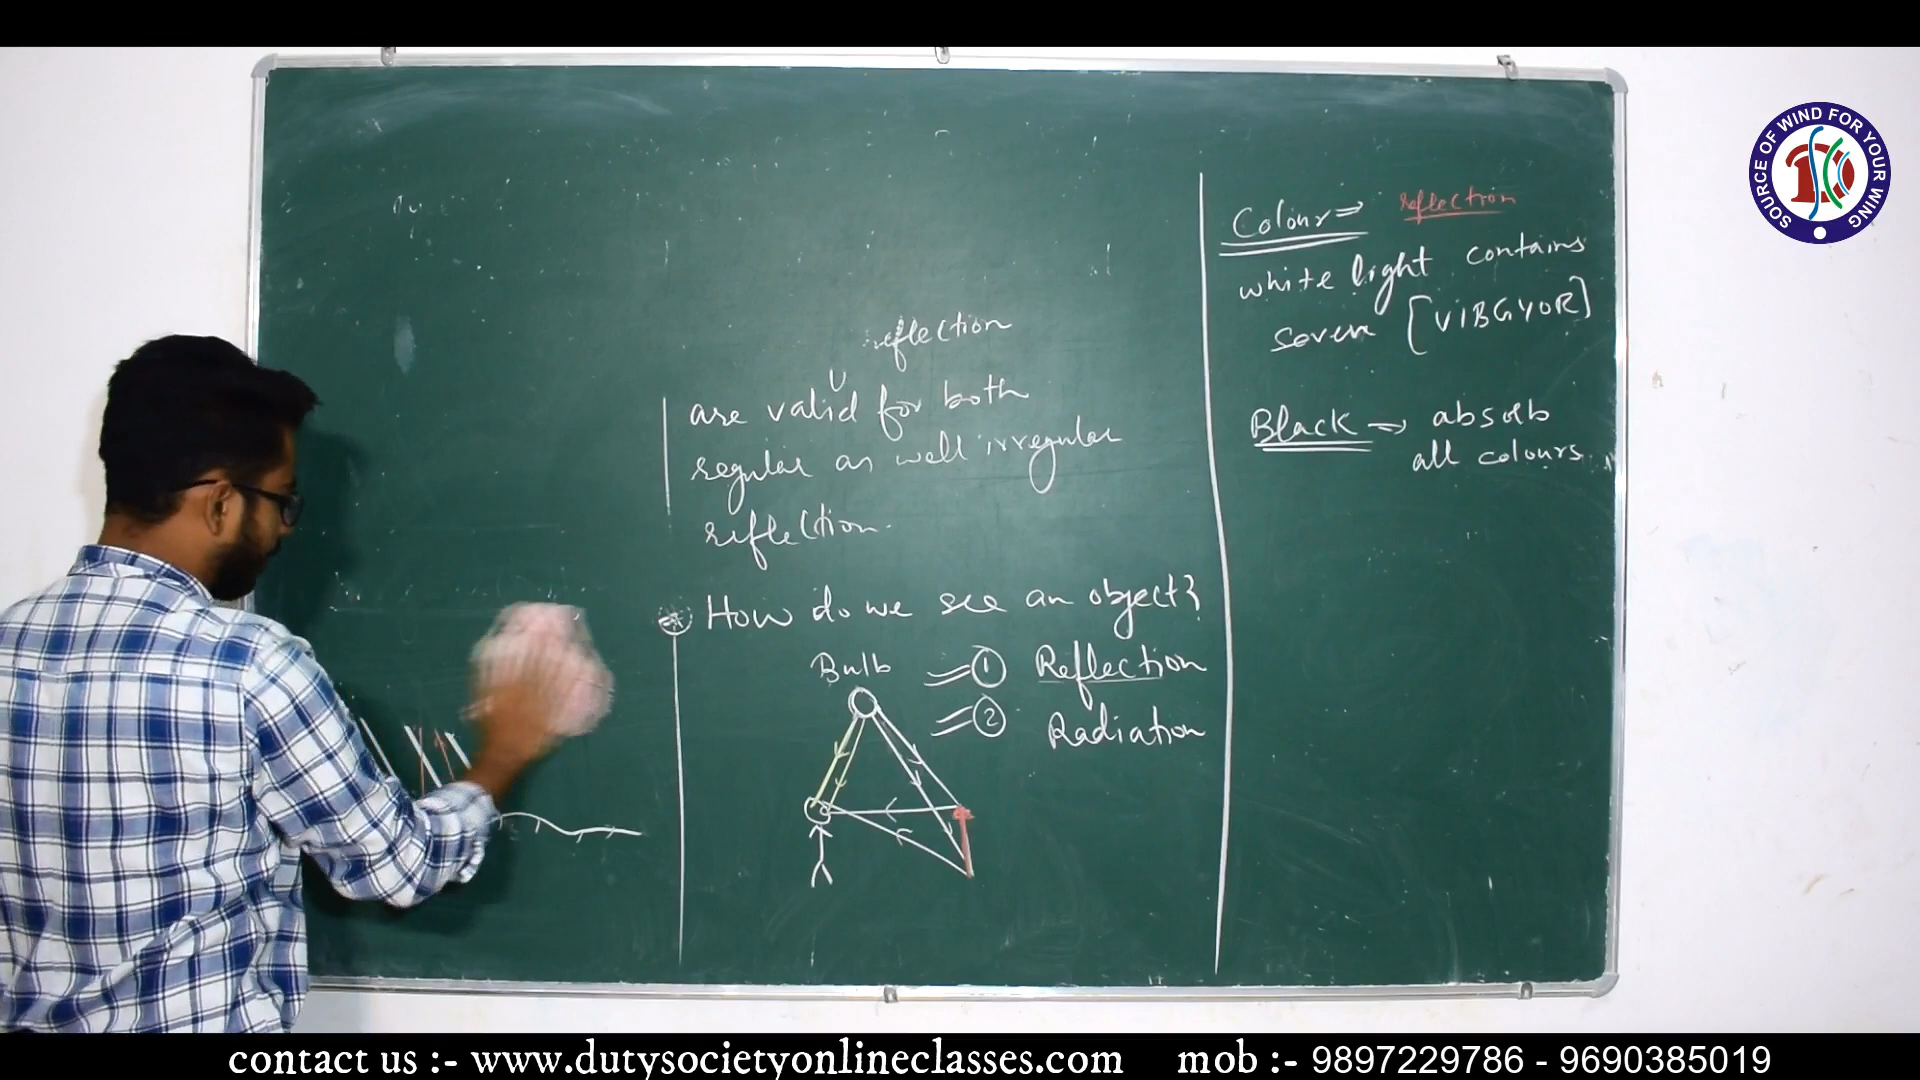 reflection
are valid for both
regular as well irregular
reflection.
How do we see an object?
Bulb
① Reflection
② Radiation
Colour ⇒ reflection
white light contains
seven [VIBGYOR]
Black ⇒ absorb
all colours
SOURCE OF WIND FOR YOUR WING
contact us :- www.dutysocietyonlineclasses.com mob :- 9897229786 - 9690385019